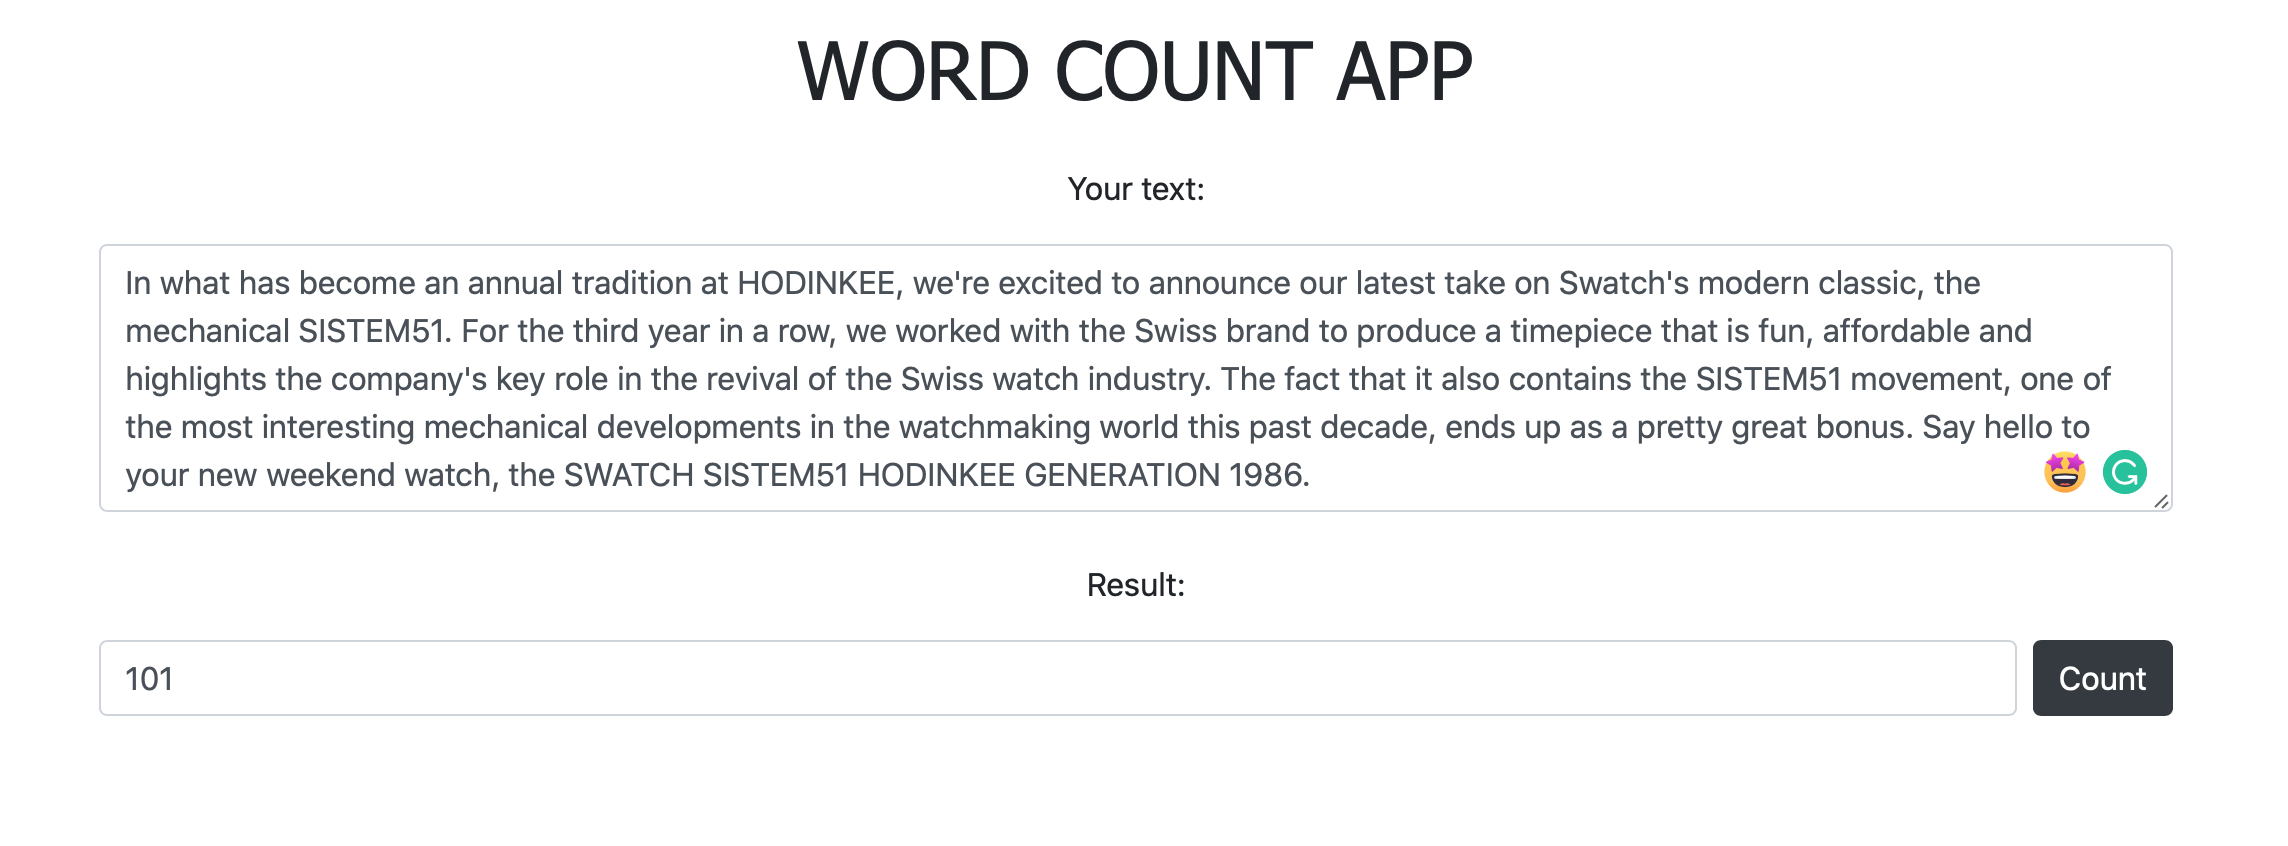 WORD COUNT APP
Your text:
In what has become an annual tradition at HODINKEE, we're excited to announce our latest take on Swatch's modern classic, the
mechanical SISTEM51. For the third year in a row, we worked with the Swiss brand to produce a timepiece that is fun, affordable and
highlights the company's key role in the revival of the Swiss watch industry. The fact that it also contains the SISTEM51 movement, one of
the most interesting mechanical developments in the watchmaking world this past decade, ends up as a pretty great bonus. Say hello to
your new weekend watch, the SWATCH SISTEM51 HODINKEE GENERATION 1986.
Result:
101
Count